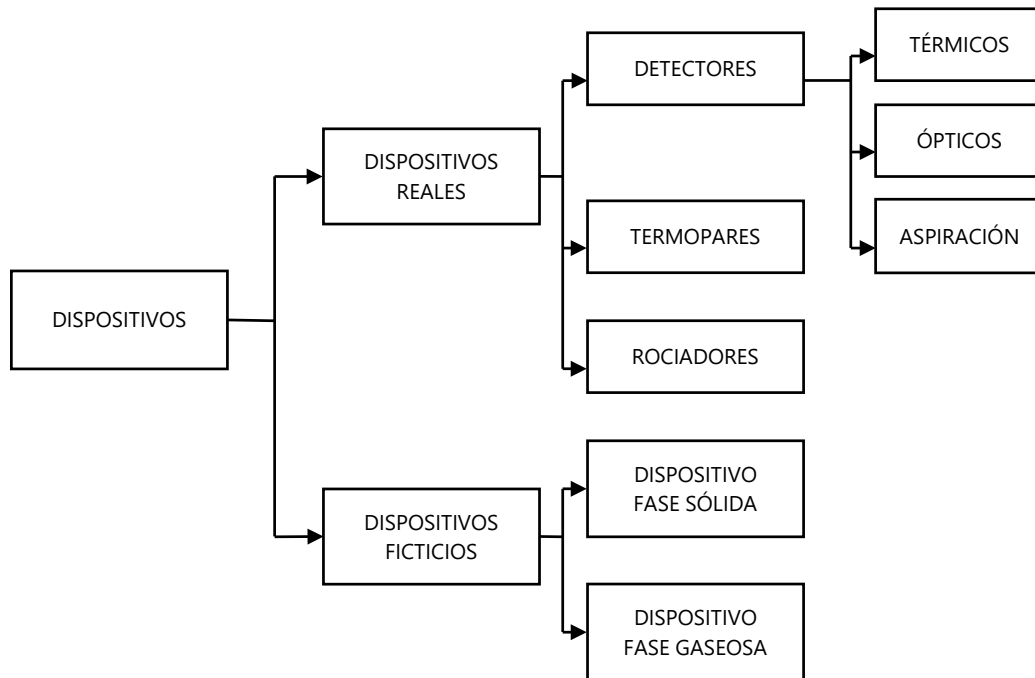 DISPOSITIVOS
DISPOSITIVOS
REALES
DETECTORES
TÉRMICOS
ÓPTICOS
ASPIRACIÓN
TERMOPARES
ROCIADORES
DISPOSITIVOS
FICTICIOS
DISPOSITIVO
FASE SÓLIDA
DISPOSITIVO
FASE GASEOSA